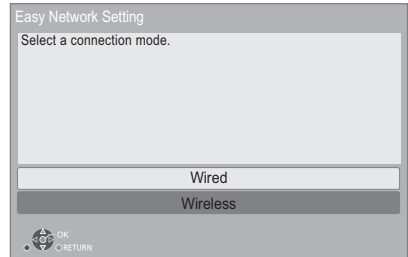 Easy Network Setting
Select a connection mode.
Wired
Wireless
OK
RETURN